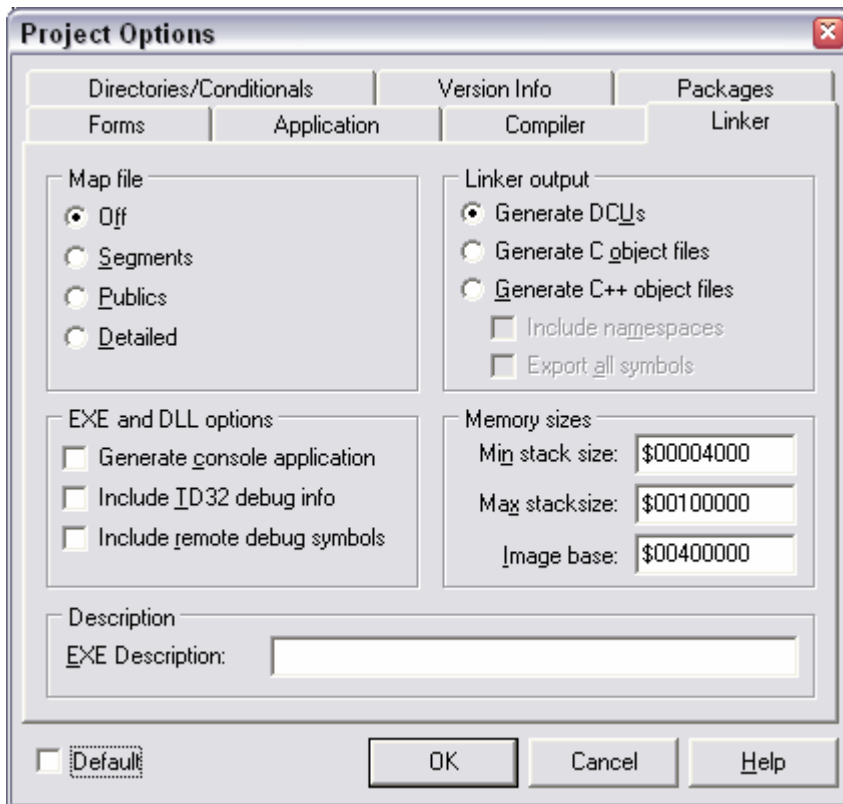 Project Options
Directories/Conditionals Version Info Packages
Forms Application Compiler Linker
Map file
Off
Segments
Publics
Detailed
Linker output
Generate DCUs
Generate C object files
Generate C++ object files
Include namespaces
Export all symbols
EXE and DLL options
Generate console application
Include TD32 debug info
Include remote debug symbols
Memory sizes
Min stack size: $00004000
Max stacksize: $00100000
Image base: $00400000
Description
EXE Description:
Default OK Cancel Help